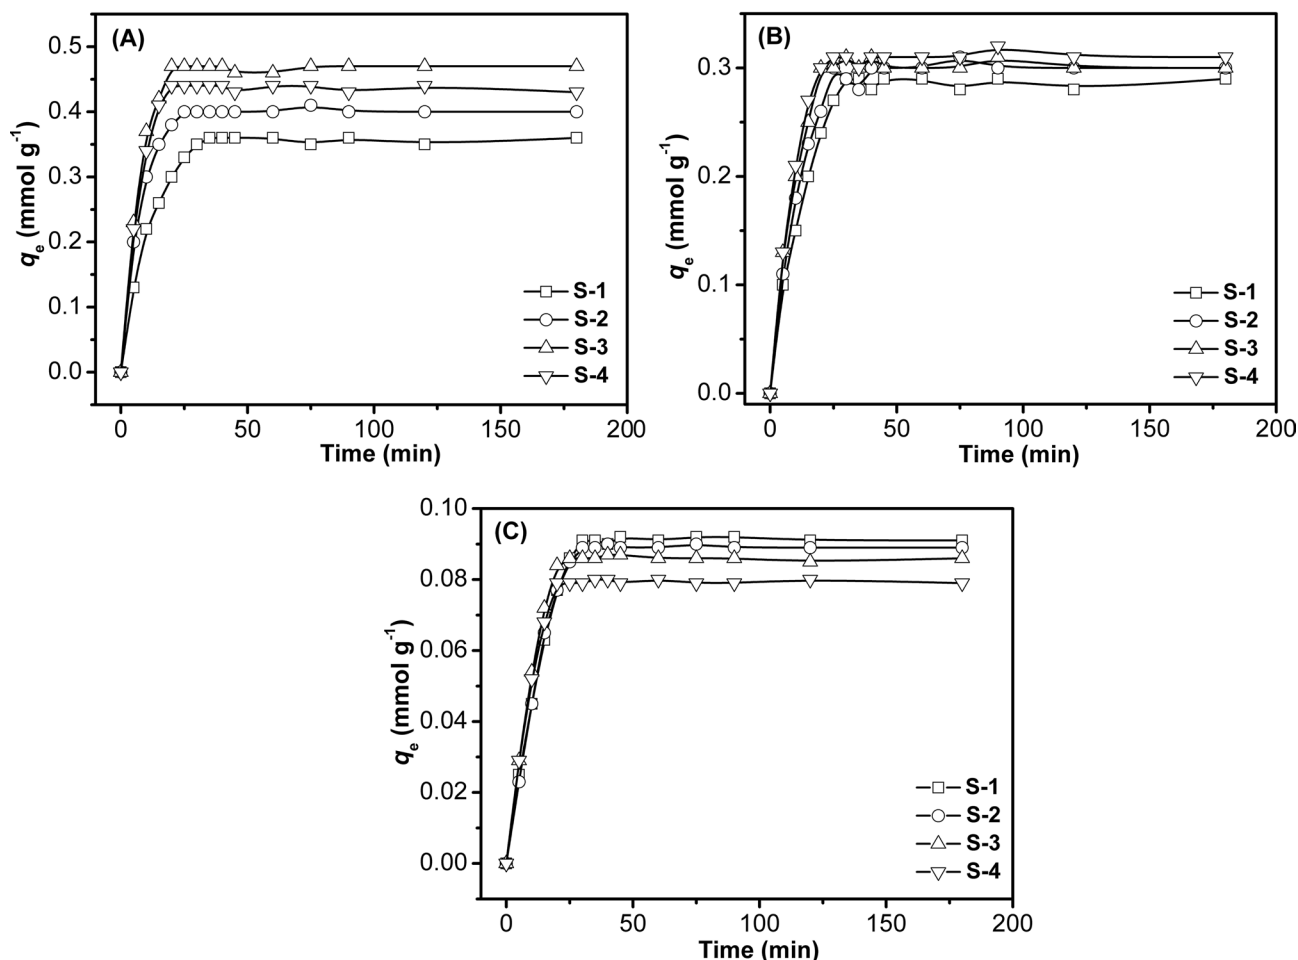 (A)
0.5
0.4
0.3
0.2
0.1
0.0
qe (mmol g-1)
0 50 100 150 200
Time (min)
S-1
S-2
S-3
S-4
(B)
0.3
0.2
0.1
0.0
qe (mmol g-1)
0 50 100 150 200
Time (min)
S-1
S-2
S-3
S-4
(C)
0.10
0.08
0.06
0.04
0.02
0.00
qe (mmol g-1)
0 50 100 150 200
Time (min)
S-1
S-2
S-3
S-4